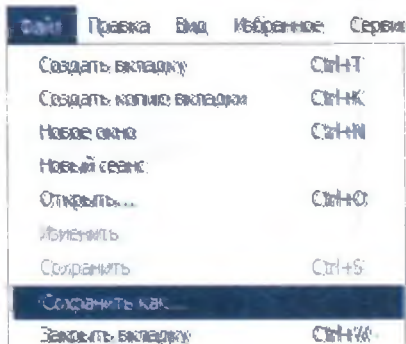 Файл Правка Вид Избранное Сервис
Создать вкладку Ctrl+T
Создать копию вкладки Ctrl+K
Новое окно Ctrl+N
Новый сеанс
Открыть... Ctrl+O
Изменить
Сохранить Ctrl+S
Сохранить как...
Закрыть вкладку Ctrl+W